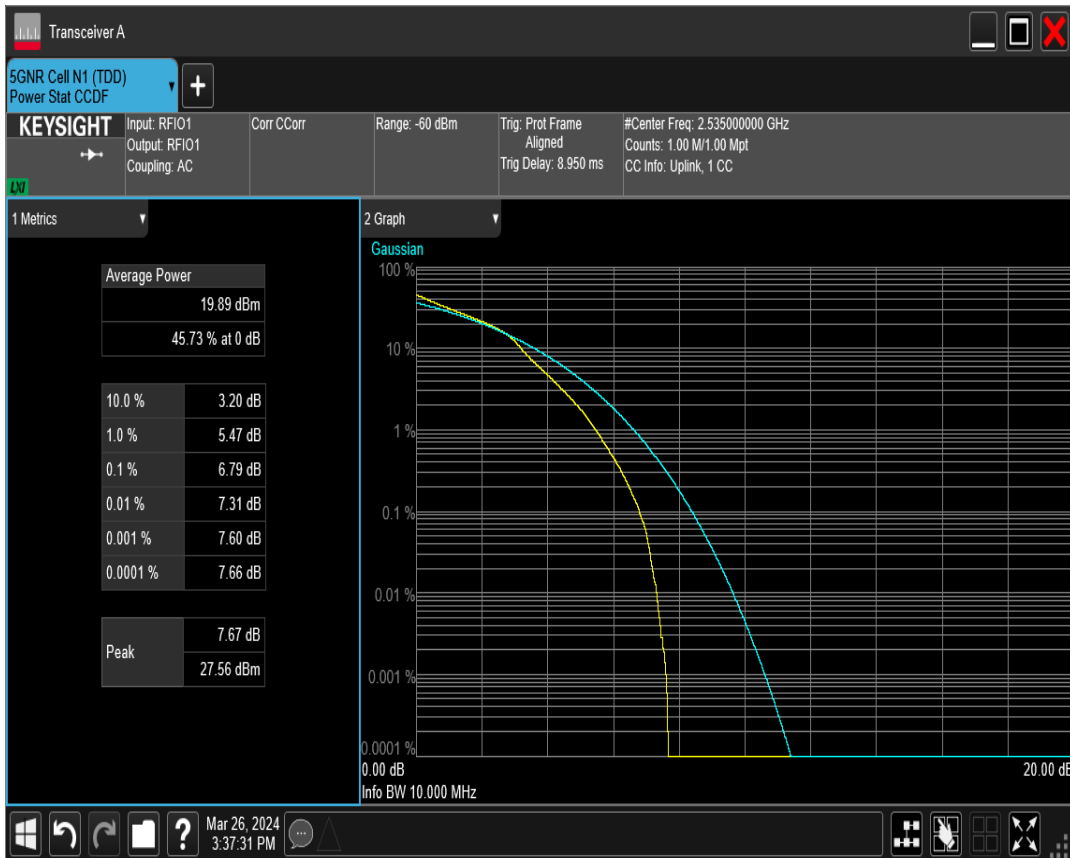 Transceiver A
5GNR Cell N1 (TDD)
Power Stat CCDF
+
KEYSIGHT
LXI
Input: RFIO1
Output: RFIO1
Coupling: AC
Corr CCorr
Range: -60 dBm
Trig: Prot Frame
Aligned
Trig Delay: 8.950 ms
#Center Freq: 2.535000000 GHz
Counts: 1.00 M/1.00 Mpt
CC Info: Uplink, 1 CC
1 Metrics
Average Power
19.89 dBm
45.73 % at 0 dB
10.0 % 3.20 dB
1.0 % 5.47 dB
0.1 % 6.79 dB
0.01 % 7.31 dB
0.001 % 7.60 dB
0.0001 % 7.66 dB
Peak
7.67 dB
27.56 dBm
2 Graph
Gaussian
100 %
10 %
1 %
0.1 %
0.01 %
0.001 %
0.0001 %
0.00 dB 20.00 dB
Info BW 10.000 MHz
?
Mar 26, 2024
3:37:31 PM